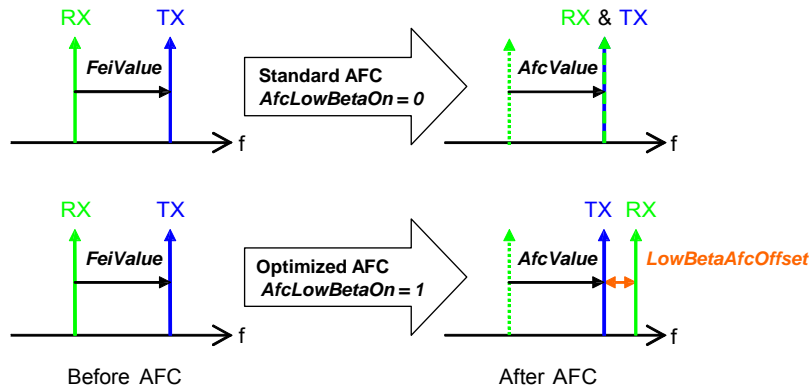 RX TX
FeiValue
f
Standard AFC
AfcLowBetaOn = 0
RX & TX
AfcValue
f
RX TX
FeiValue
f
Optimized AFC
AfcLowBetaOn = 1
TX RX
AfcValue
LowBetaAfcOffset
f
Before AFC
After AFC